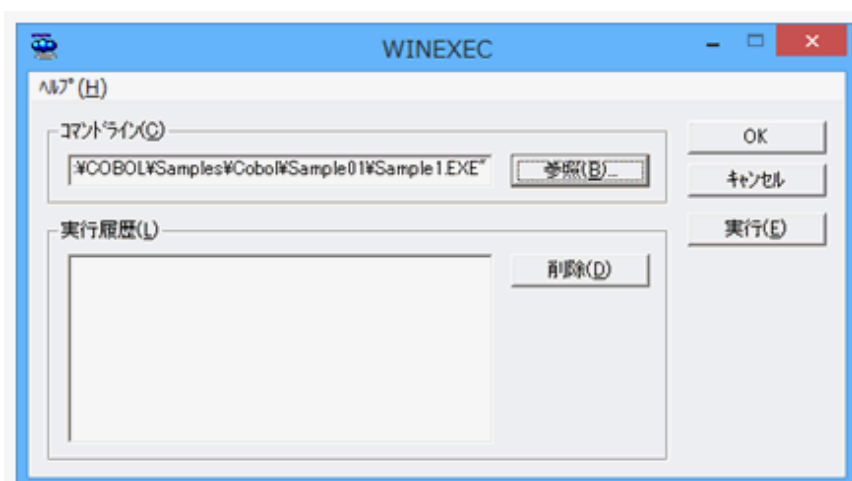 WINEXEC
ﾍﾙﾌﾟ(H)
ｺﾏﾝﾄﾞﾗｲﾝ(C)
:¥COBOL¥Samples¥Cobol¥Sample01¥Sample1.EXE"
参照(B)...
OK
ｷｬﾝｾﾙ
実行(E)
実行履歴(L)
削除(D)